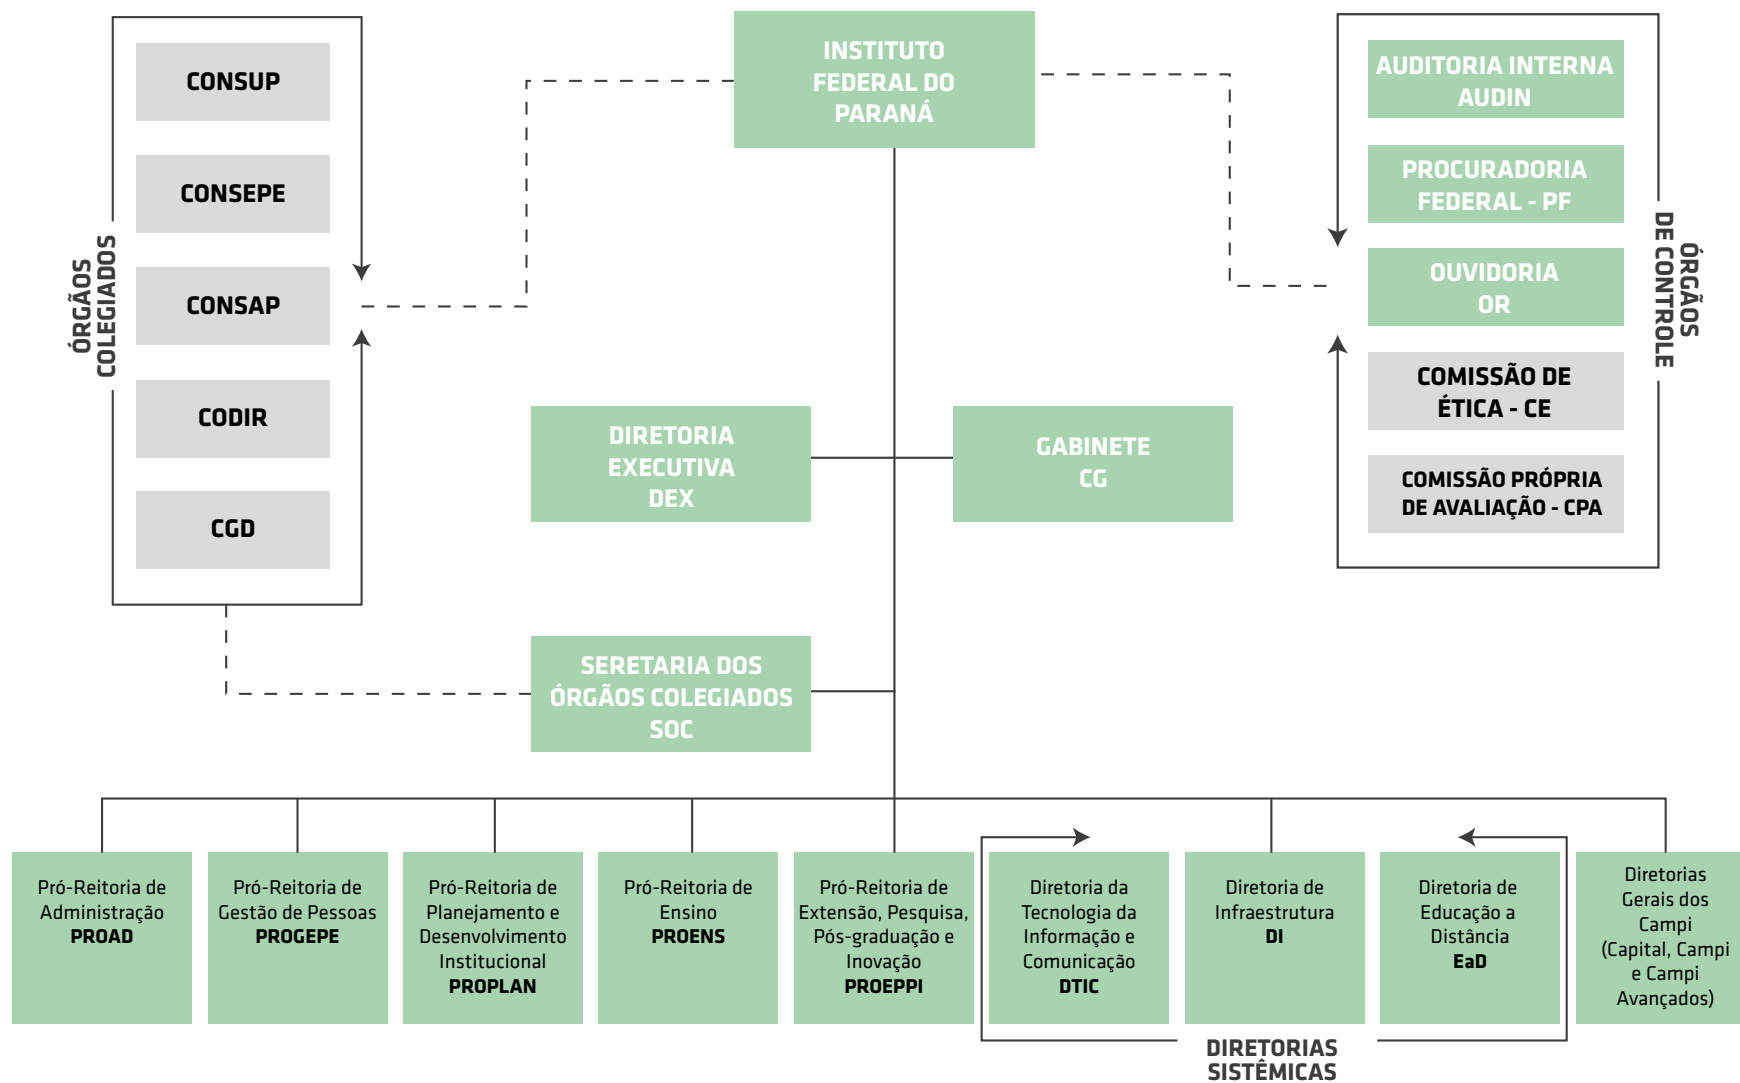 ÓRGÃOS
COLEGIADOS
CONSUP
CONSEPE
CONSAP
CODIR
CGD
INSTITUTO
FEDERAL DO
PARANÁ
AUDITORIA INTERNA
AUDIN
PROCURADORIA
FEDERAL - PF
OUVIDORIA
OR
COMISSÃO DE
ÉTICA - CE
COMISSÃO PRÓPRIA
DE AVALIAÇÃO - CPA
ÓRGÃOS
DE CONTROLE
DIRETORIA
EXECUTIVA
DEX
GABINETE
CG
SERETARIA DOS
ÓRGÃOS COLEGIADOS
SOC
Pró-Reitoria de
Administração
PROAD
Pró-Reitoria de
Gestão de Pessoas
PROGEPE
Pró-Reitoria de
Planejamento e
Desenvolvimento
Institucional
PROPLAN
Pró-Reitoria de
Ensino
PROENS
Pró-Reitoria de
Extensão, Pesquisa,
Pós-graduação e
Inovação
PROEPPI
Diretoria da
Tecnologia da
Informação e
Comunicação
DTIC
Diretoria de
Infraestrutura
DI
Diretoria de
Educação a
Distância
EaD
Diretorias
Gerais dos
Campi
(Capital, Campi
e Campi
Avançados)
DIRETORIAS
SISTÊMICAS